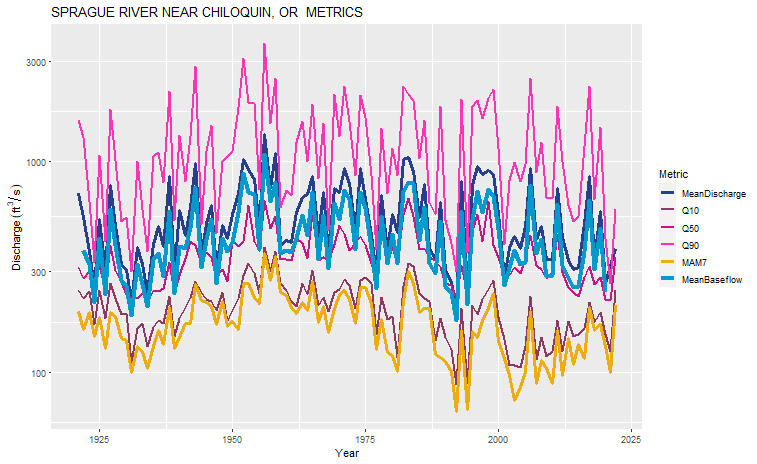 SPRAGUE RIVER NEAR CHILOQUIN, OR  METRICS
Discharge (ft³/s)
3000
1000
300
100
1925
1950
1975
2000
2025
Year
Metric
MeanDischarge
Q10
Q50
Q90
MAM7
MeanBaseflow